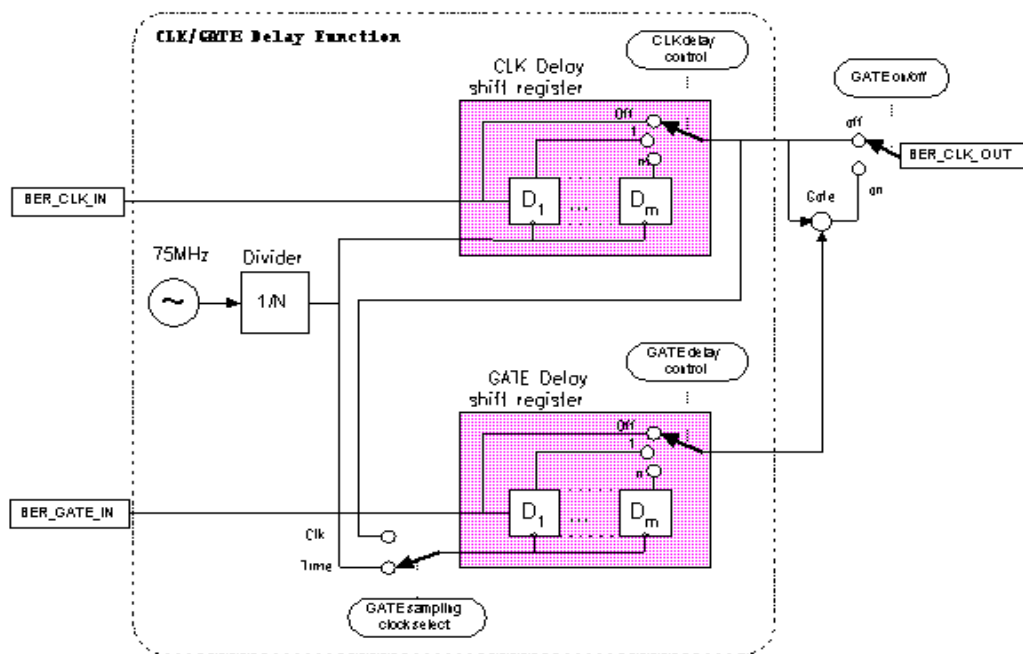 CLK/GATE Delay Function
CLK delay
control
CLK Delay
shift register
GATE on/off
Off
1
n
off
BER_CLK_OUT
on
BER_CLK_IN
D1
...
Dm
Gate
75MHz
Divider
~
1/N
GATE delay
control
GATE Delay
shift register
Off
1
n
BER_GATE_IN
D1
...
Dm
Clk
Time
GATE sampling
clock select